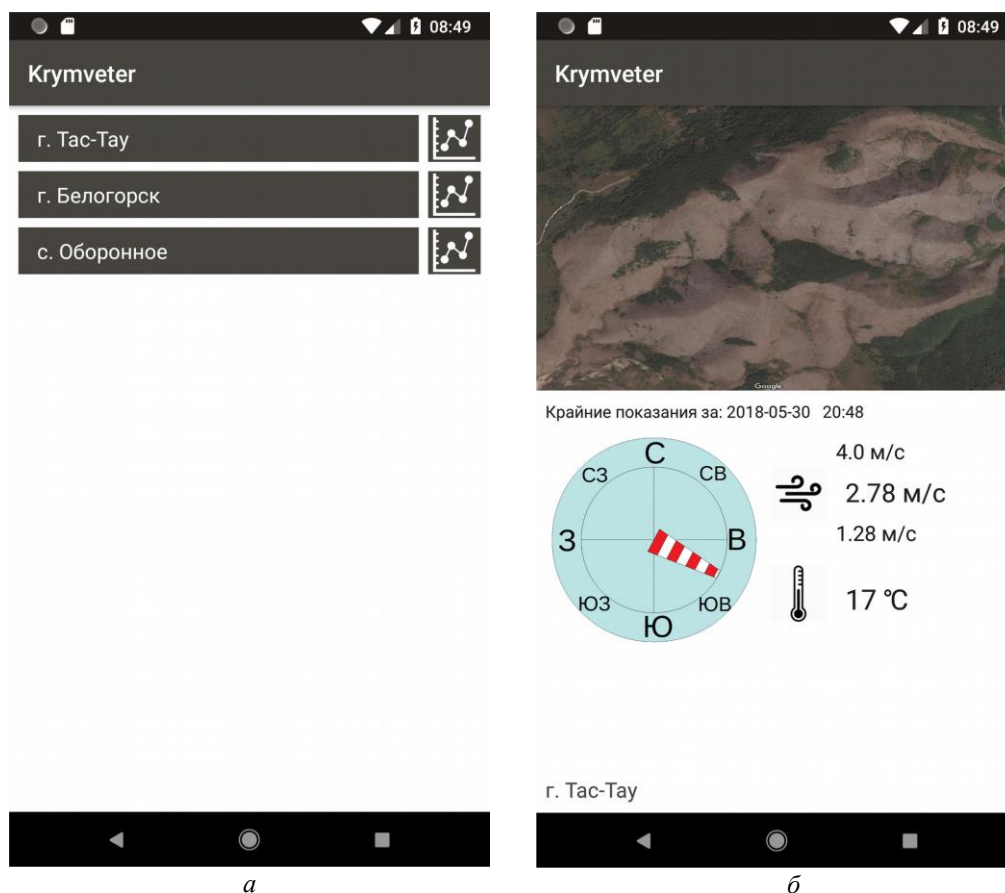 08:49
Krymveter
г. Тас-Тау
г. Белогорск
с. Оборонное
а
08:49
Krymveter
Google
Крайние показания за: 2018-05-30 20:48
С
СЗ
СВ
З
В
ЮЗ
ЮВ
Ю
4.0 м/с
2.78 м/с
1.28 м/с
17 °C
г. Тас-Тау
б